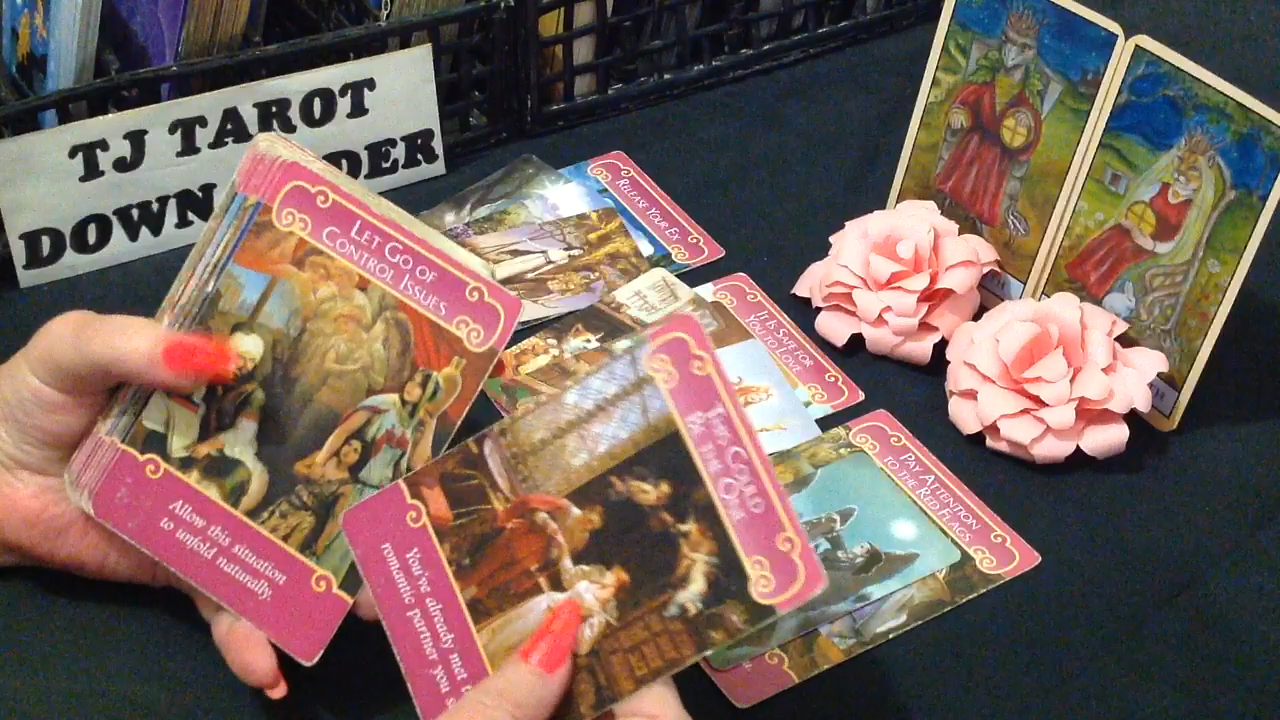 TJ TAROT
DOWN DER
LET GO OF
CONTROL ISSUES
Allow this situation
to unfold naturally.
RELEASE YOUR EX
IT IS SAFE FOR
YOU TO LOVE
PAY ATTENTION
TO THE RED FLAGS
THE ONE
You've already met
romantic partner you